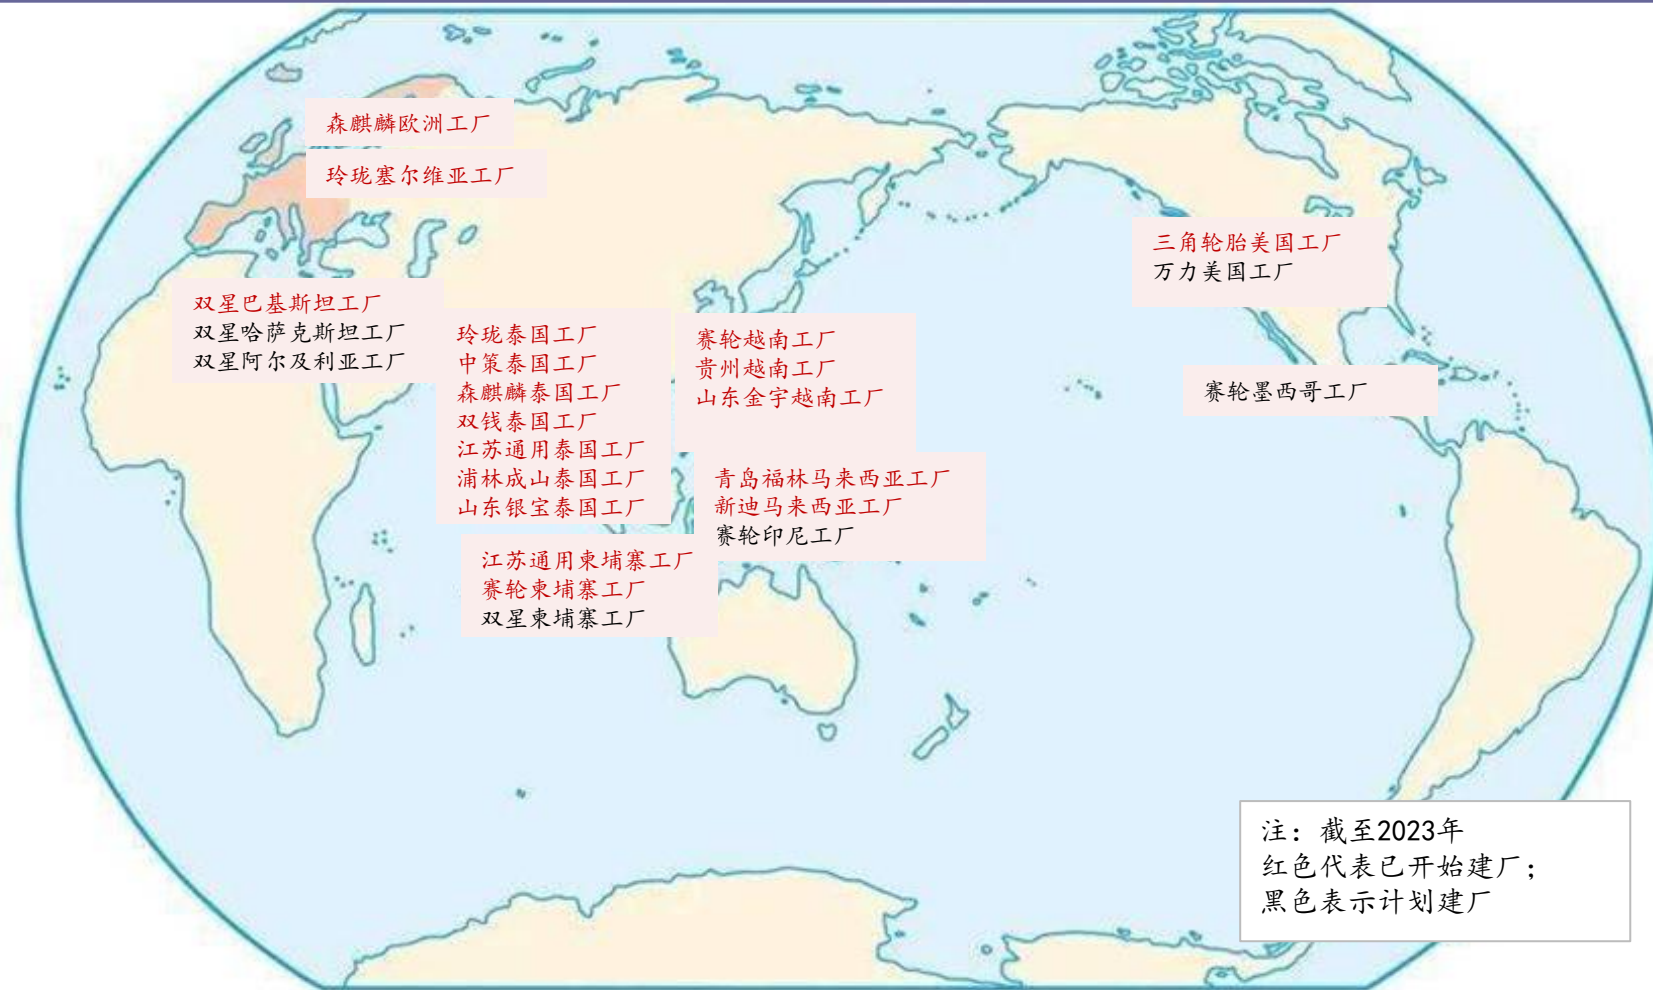 森麒麟欧洲工厂
玲珑塞尔维亚工厂
三角轮胎美国工厂
万力美国工厂
双星巴基斯坦工厂
双星哈萨克斯坦工厂
双星阿尔及利亚工厂
玲珑泰国工厂
中策泰国工厂
森麒麟泰国工厂
双钱泰国工厂
江苏通用泰国工厂
浦林成山泰国工厂
山东银宝泰国工厂
赛轮越南工厂
贵州越南工厂
山东金宇越南工厂
赛轮墨西哥工厂
青岛福林马来西亚工厂
新迪马来西亚工厂
赛轮印尼工厂
江苏通用柬埔寨工厂
赛轮柬埔寨工厂
双星柬埔寨工厂
注：截至2023年
红色代表已开始建厂；
黑色表示计划建厂